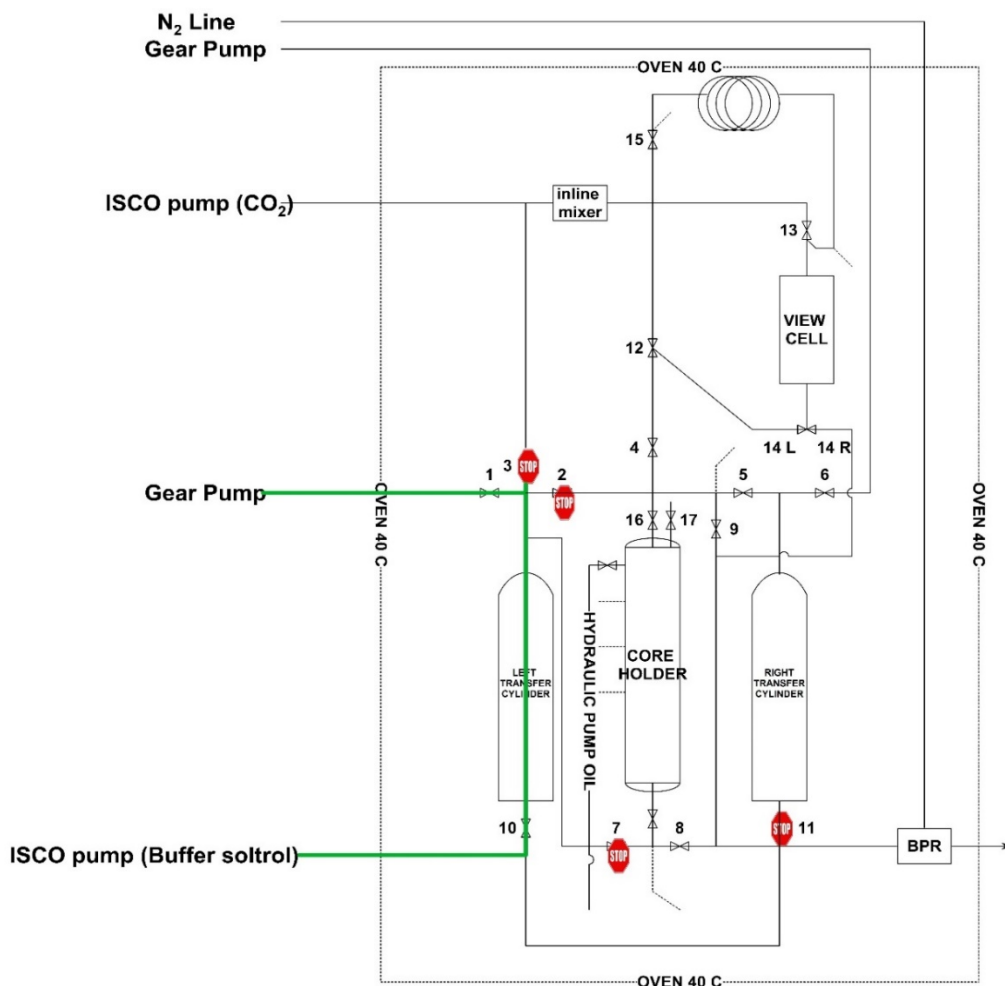 N₂ Line
Gear Pump
OVEN 40 C
15
ISCO pump (CO₂)
inline
mixer
13
VIEW
CELL
12
4
14 L 14 R
3 STOP
1 2 5 6
STOP
Gear Pump
OVEN 40 C
OVEN 40 C
16 17 9
HYDRAULIC PUMP OIL
CORE
HOLDER
LEFT
TRANSFER
CYLINDER
RIGHT
TRANSFER
CYLINDER
10 7 8 STOP 11
STOP
ISCO pump (Buffer soltrol)
BPR
OVEN 40 C